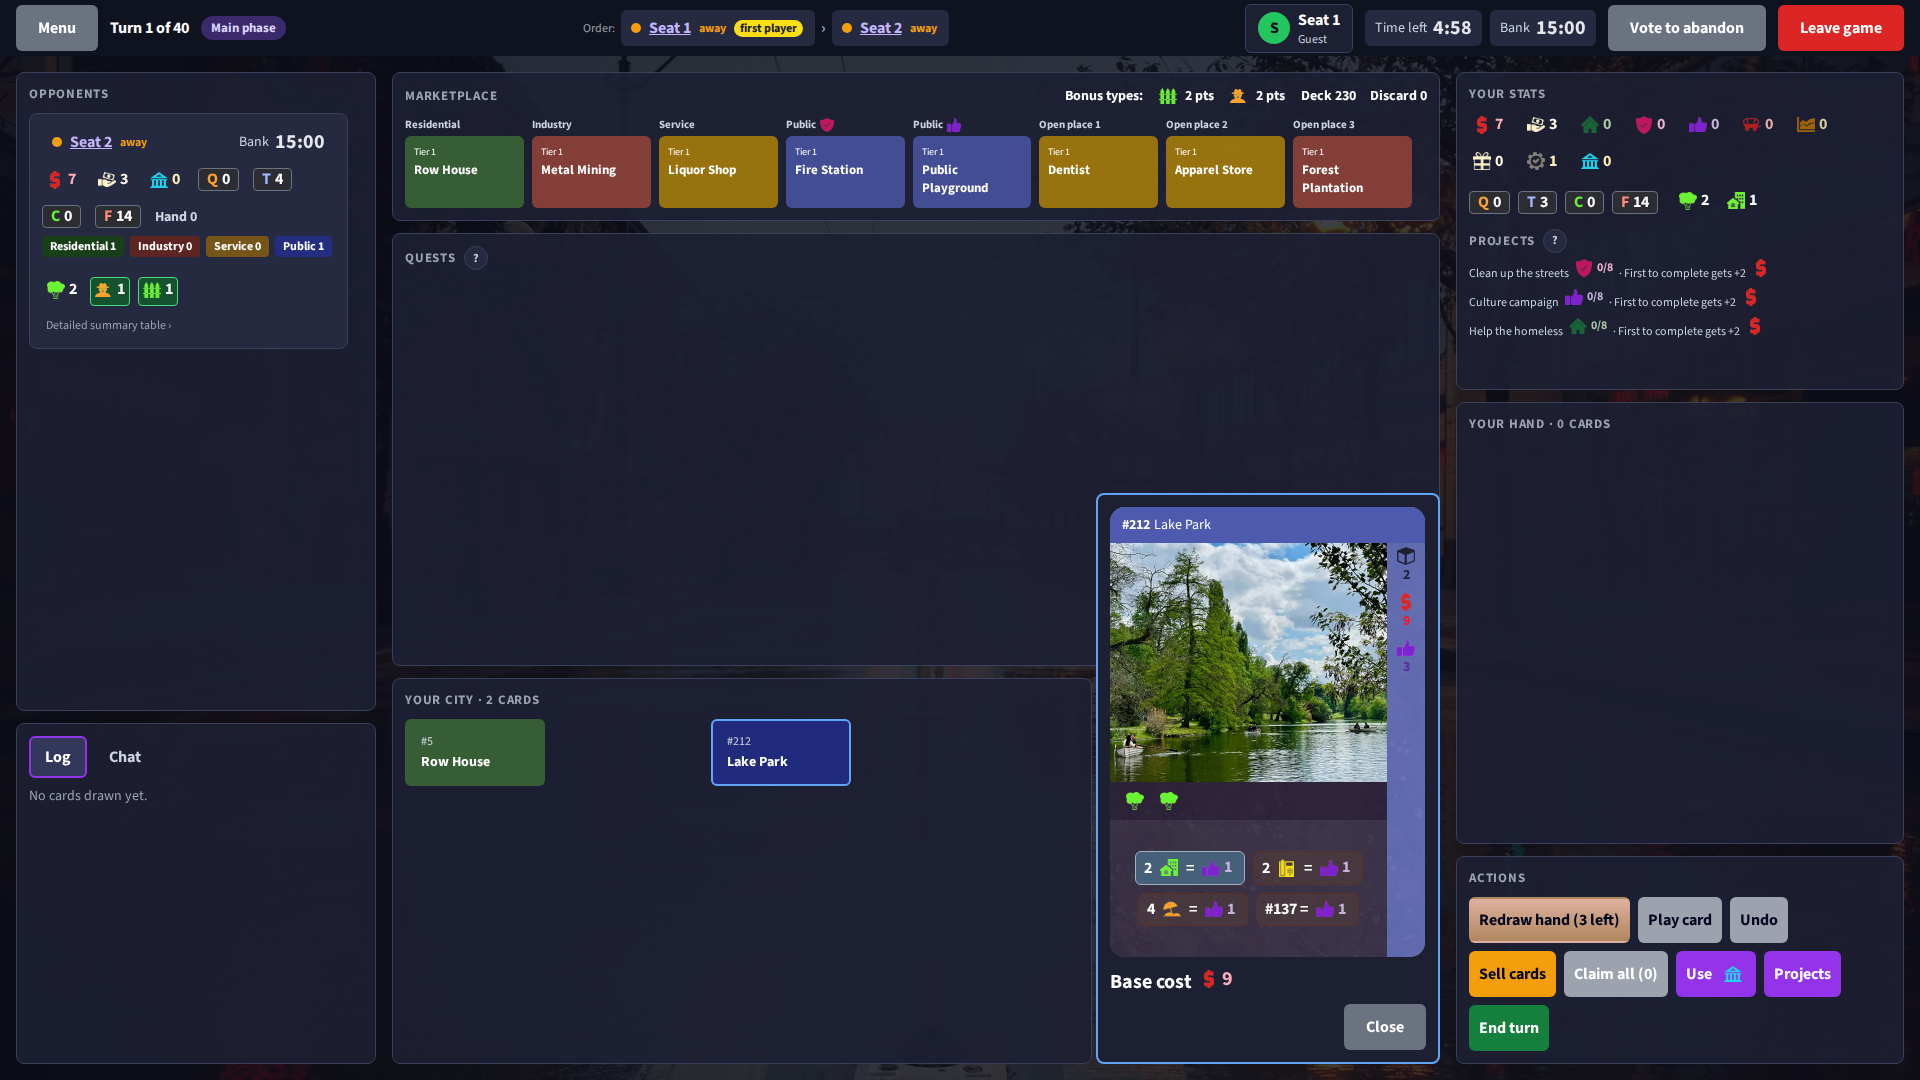 Menu
Turn 1 of 40
Main phase
Order:
Seat 1 away first player
›
Seat 2 away
S
Seat 1
Guest
Time left 4:58
Bank 15:00
Vote to abandon
Leave game
OPPONENTS
Seat 2 away
Bank 15:00
7
3
0
Q 0
T 4
C 0
F 14
Hand 0
Residential 1
Industry 0
Service 0
Public 1
2
1
1
Detailed summary table ›
Log
Chat
No cards drawn yet.
MARKETPLACE
Bonus types: 2 pts 2 pts Deck 230 Discard 0
Residential
Tier 1
Row House
Industry
Tier 1
Metal Mining
Service
Tier 1
Liquor Shop
Public
Tier 1
Fire Station
Public
Tier 1
Public
Playground
Open place 1
Tier 1
Dentist
Open place 2
Tier 1
Apparel Store
Open place 3
Tier 1
Forest
Plantation
QUESTS ?
YOUR CITY · 2 CARDS
#5
Row House
#212
Lake Park
#212 Lake Park
2
$
9
3
2 = 1
2 = 1
4 = 1
#137 = 1
Base cost $ 9
Close
YOUR STATS
$ 7 3 0 0 0 0 0
0 1 0
Q 0 T 3 C 0 F 14 2 1
PROJECTS ?
Clean up the streets 0/8 · First to complete gets +2 $
Culture campaign 0/8 · First to complete gets +2 $
Help the homeless 0/8 · First to complete gets +2 $
YOUR HAND · 0 CARDS
ACTIONS
Redraw hand (3 left)
Play card
Undo
Sell cards
Claim all (0)
Use
Projects
End turn